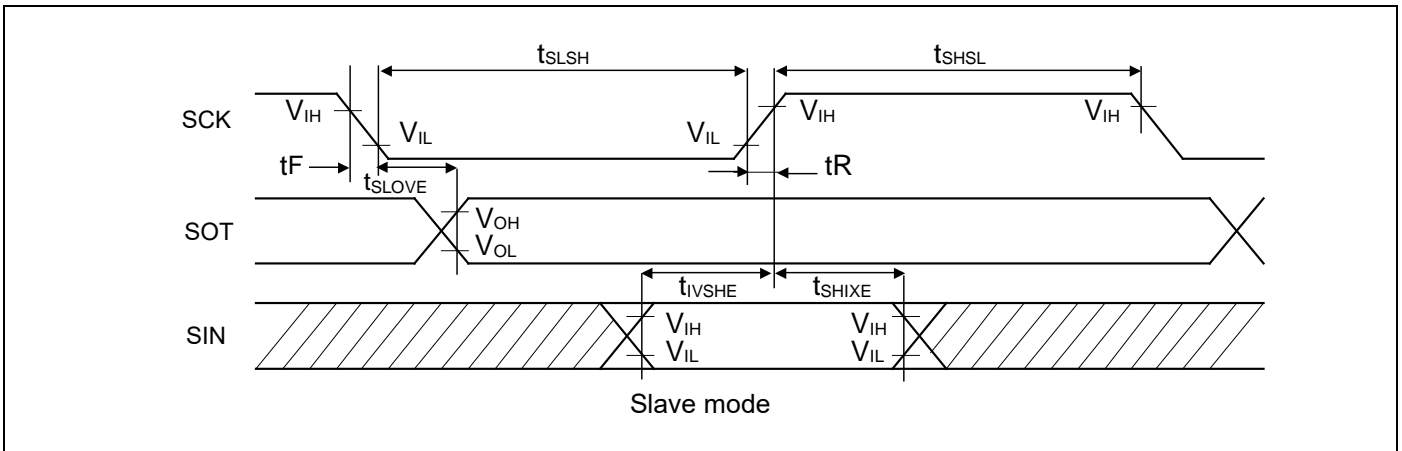 tSLSH tSHSL
SCK VIH VIL VIL VIH VIH
tF tSLOVE tR
SOT VOH
VOL
tIVSHE tSHIXE
SIN VIH VIH
VIL VIL
Slave mode